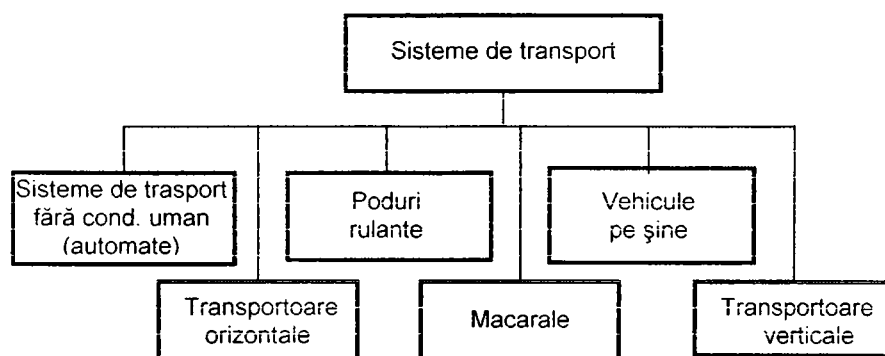 Sisteme de transport
Sisteme de trasport
fără cond. uman
(automate)
Poduri
rulante
Vehicule
pe şine
Transportoare
orizontale
Macarale
Transportoare
verticale